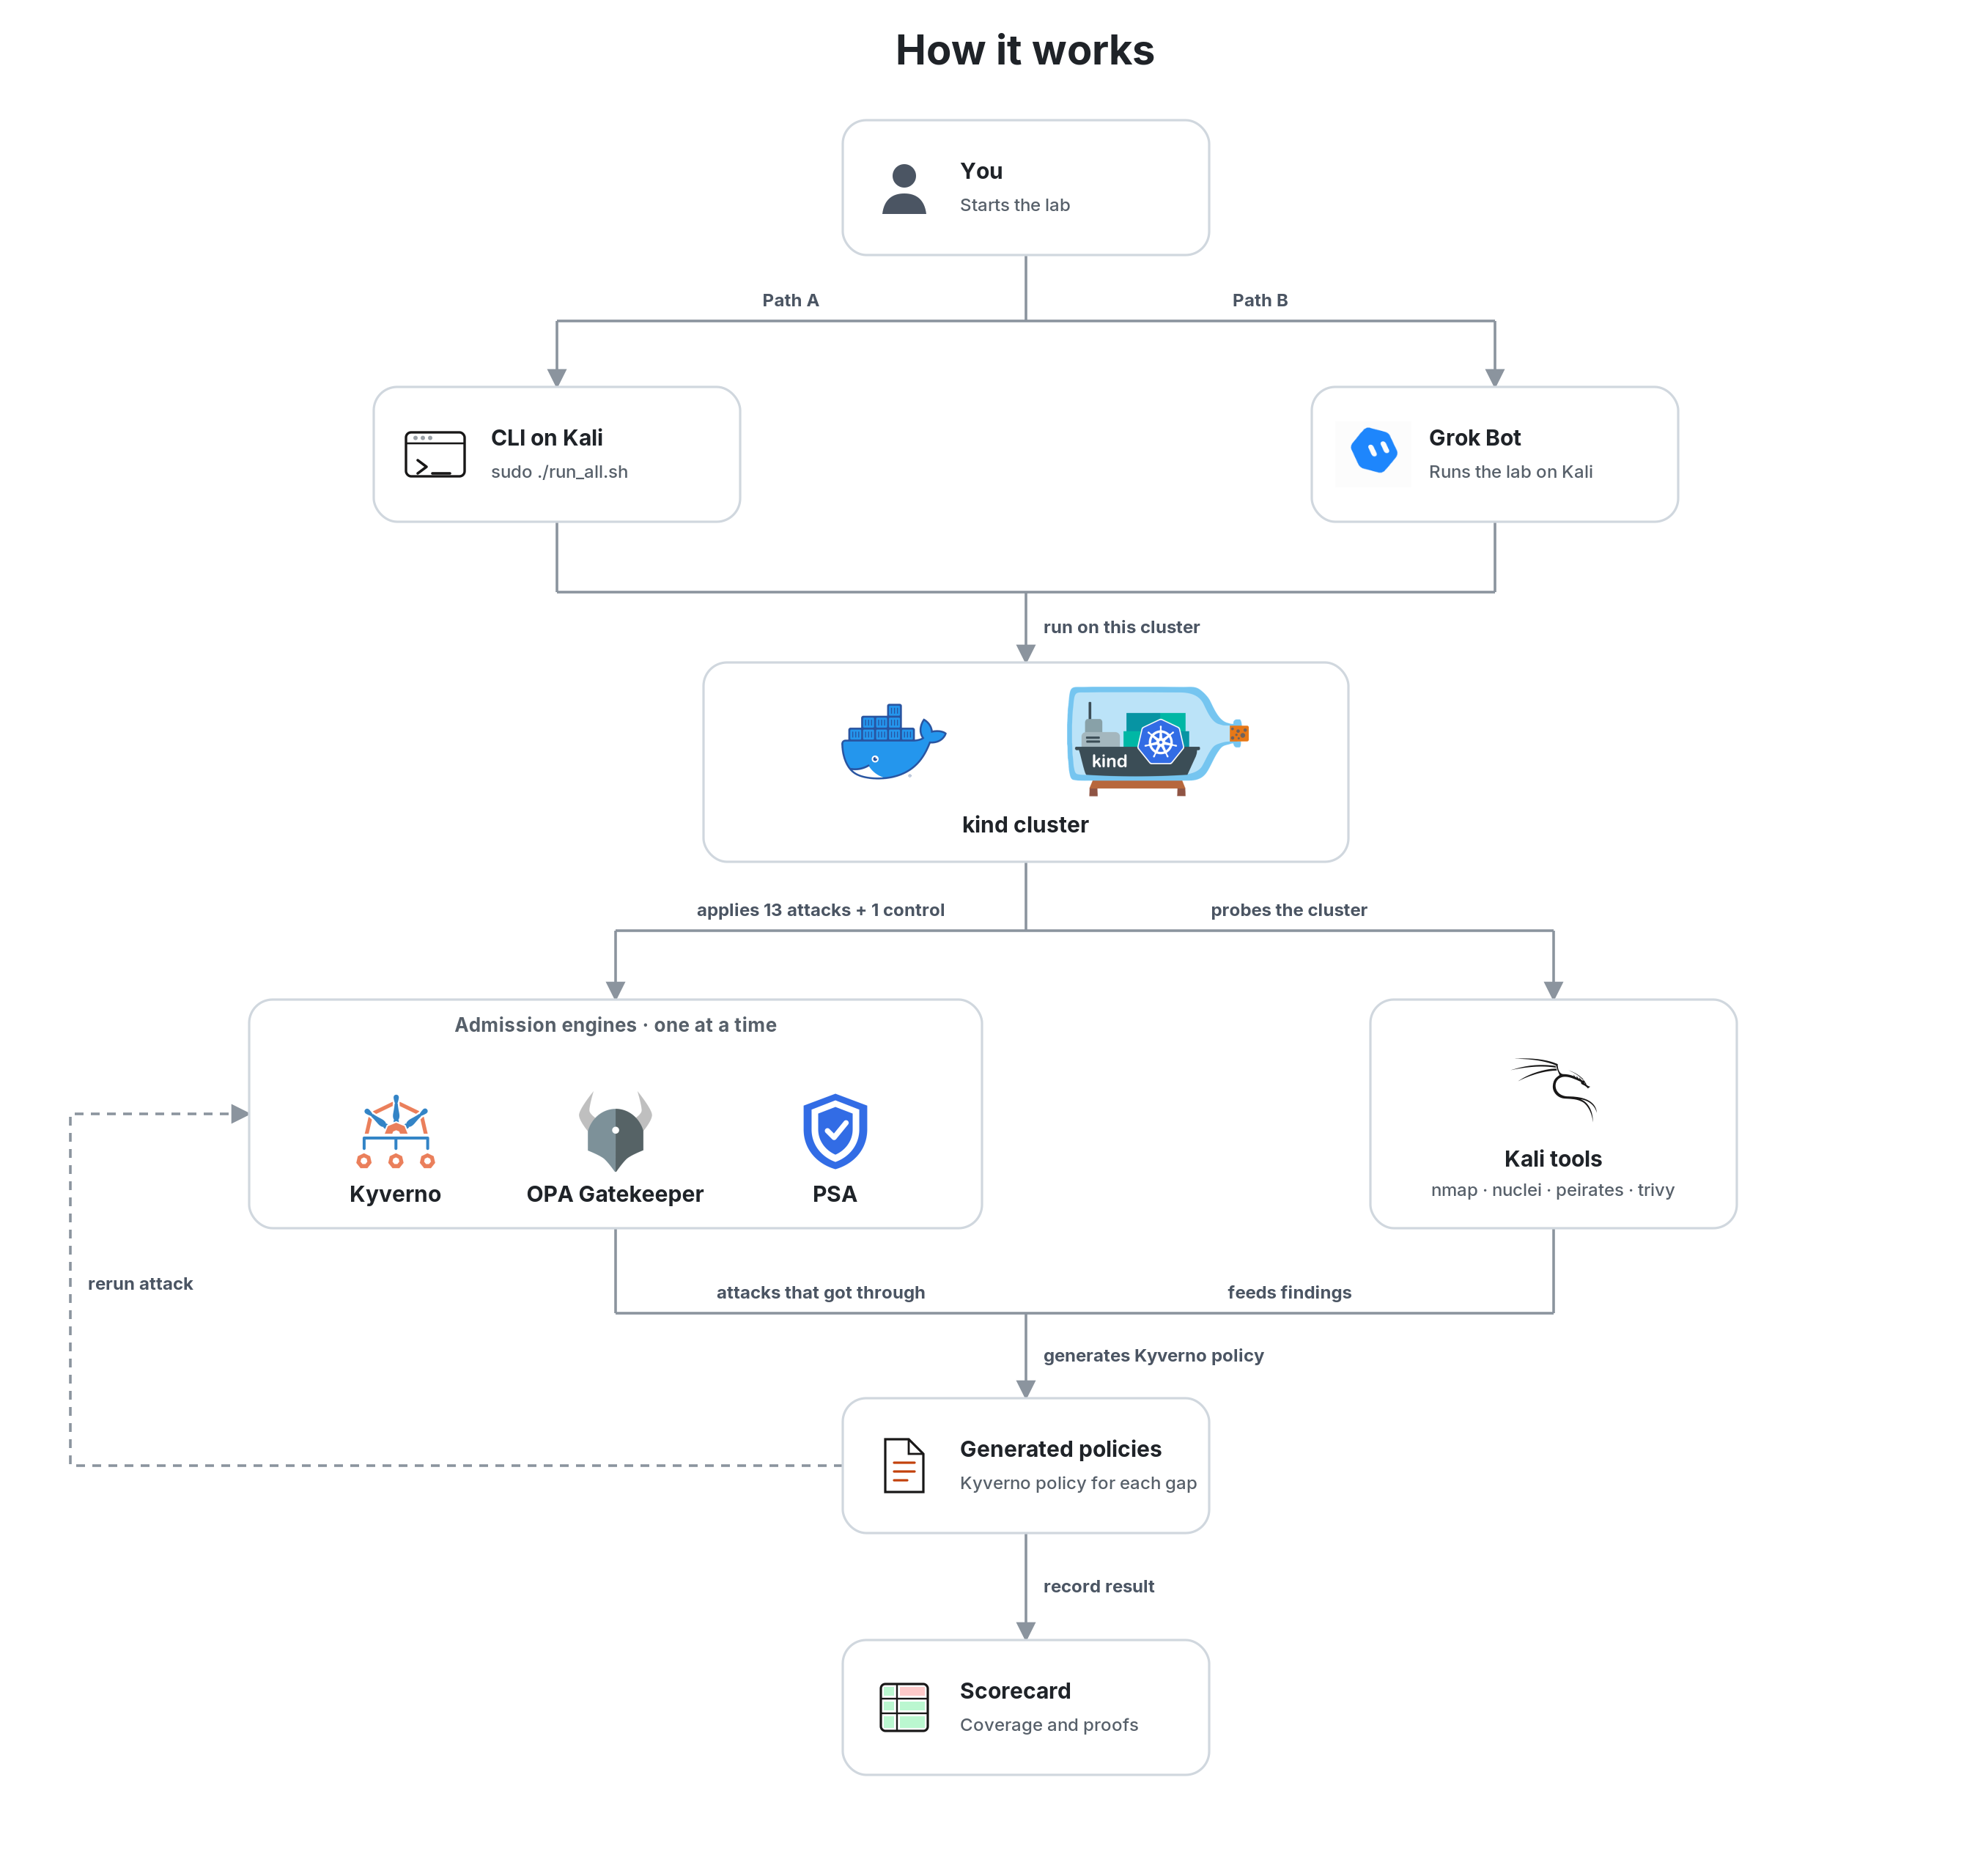 How it works
You
Starts the lab
Path A
Path B
CLI on Kali
sudo ./run_all.sh
Grok Bot
Runs the lab on Kali
run on this cluster
kind
kind cluster
applies 13 attacks + 1 control
probes the cluster
Admission engines · one at a time
Kyverno
OPA Gatekeeper
PSA
Kali tools
nmap · nuclei · peirates · trivy
rerun attack
attacks that got through
feeds findings
generates Kyverno policy
Generated policies
Kyverno policy for each gap
record result
Scorecard
Coverage and proofs